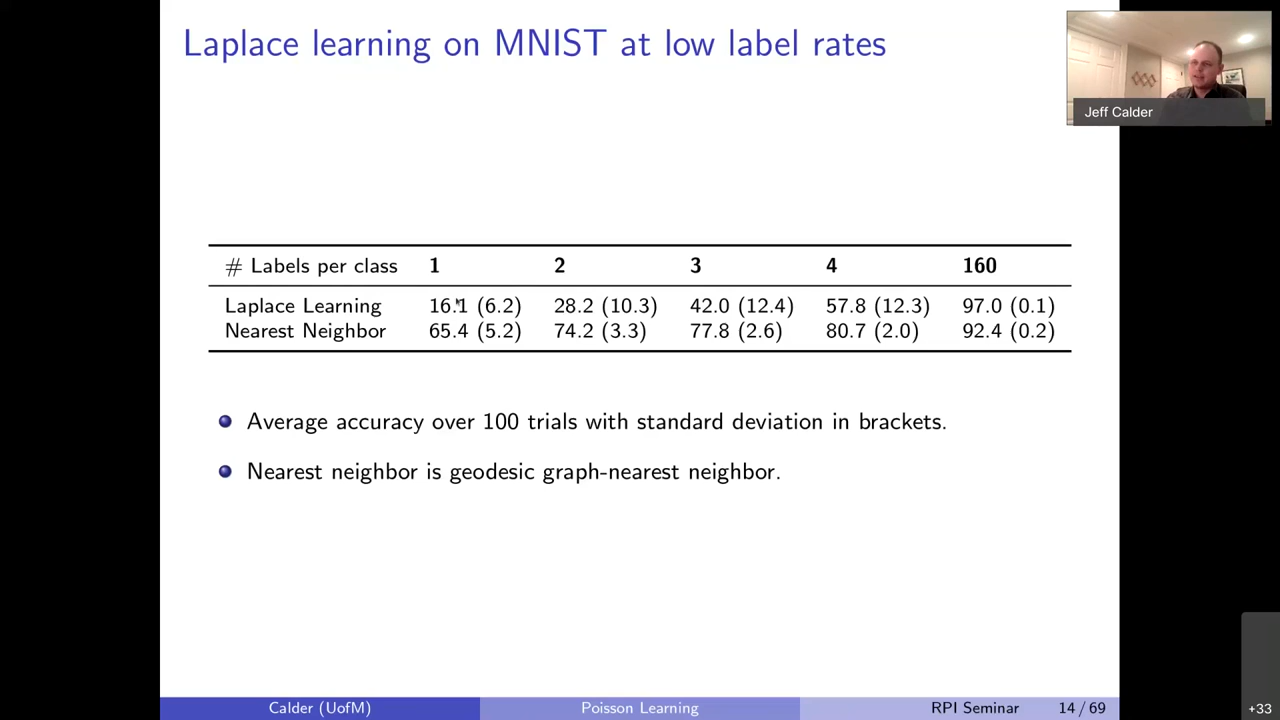 Laplace learning on MNIST at low label rates
Jeff Calder
# Labels per class 1 2 3 4 160
Laplace Learning 16.1 (6.2) 28.2 (10.3) 42.0 (12.4) 57.8 (12.3) 97.0 (0.1)
Nearest Neighbor 65.4 (5.2) 74.2 (3.3) 77.8 (2.6) 80.7 (2.0) 92.4 (0.2)
Average accuracy over 100 trials with standard deviation in brackets.
Nearest neighbor is geodesic graph-nearest neighbor.
Calder (UofM) Poisson Learning RPI Seminar 14 / 69
+33